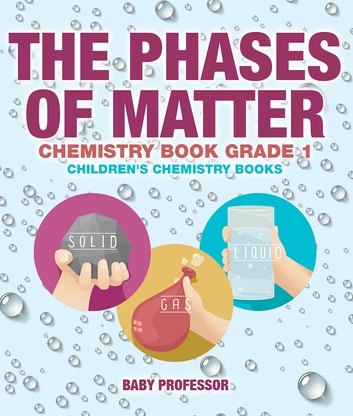 THE PHASES
OF MATTER
CHEMISTRY BOOK GRADE 1
CHILDREN'S CHEMISTRY BOOKS
SOLID
LIQUID
GAS
BABY PROFESSOR